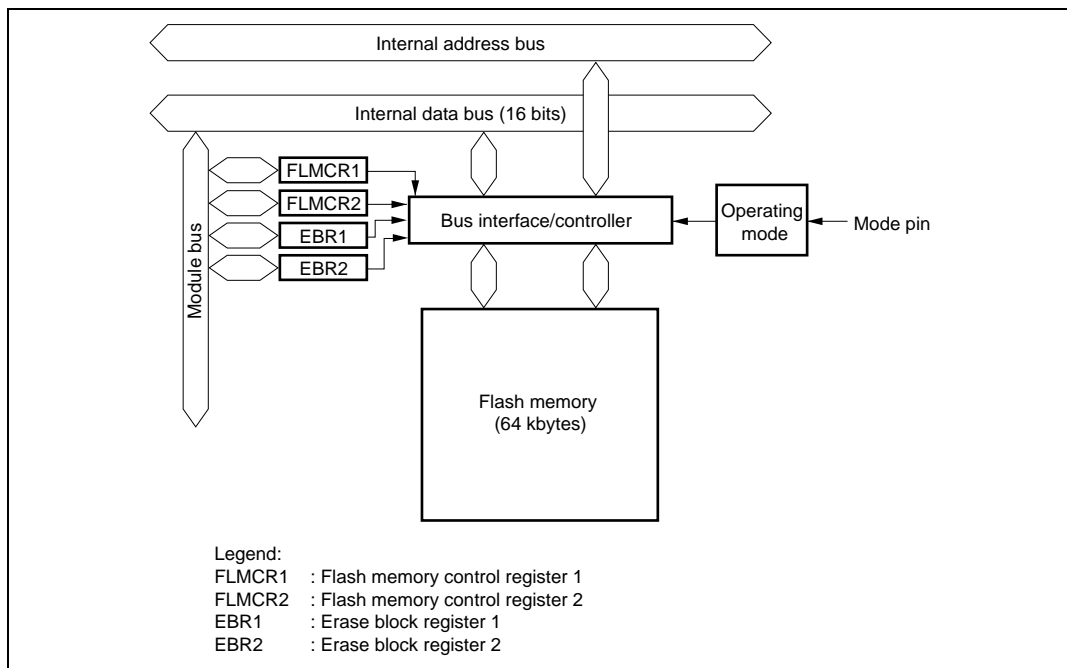 Internal address bus
Internal data bus (16 bits)
Module bus
FLMCR1
FLMCR2
EBR1
EBR2
Bus interface/controller
Operating
mode
Mode pin
Flash memory
(64 kbytes)
Legend:
FLMCR1 : Flash memory control register 1
FLMCR2 : Flash memory control register 2
EBR1 : Erase block register 1
EBR2 : Erase block register 2